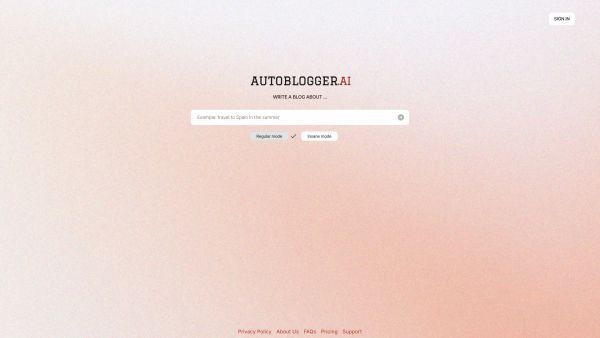 SIGN IN
AUTOBLOGGER.AI
WRITE A BLOG ABOUT ...
Example: travel to Spain in the summer
Regular mode Insane mode
Privacy Policy About Us FAQs Pricing Support